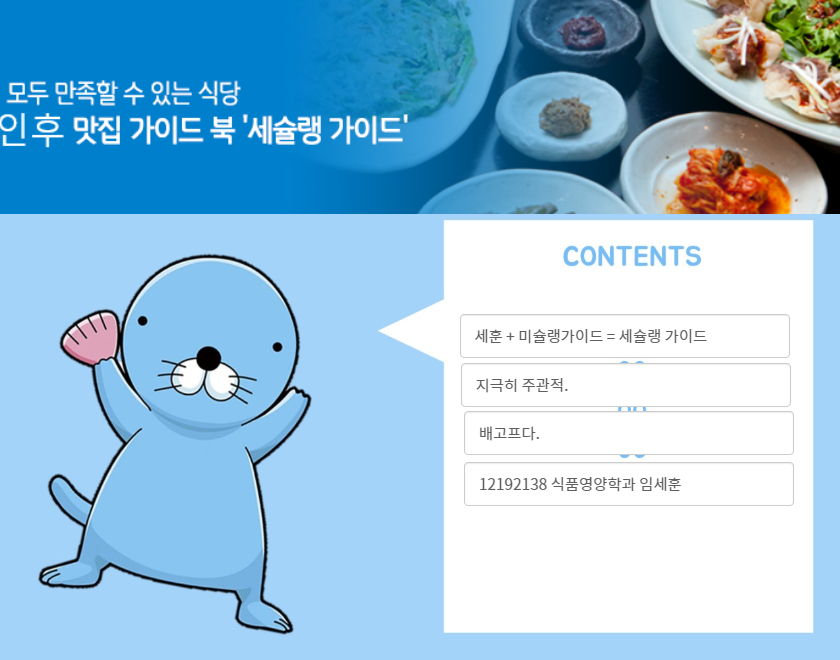 모두 만족할 수 있는 식당
인후 맛집 가이드 북 '세슐랭 가이드'
CONTENTS
세훈 + 미슐랭가이드 = 세슐랭 가이드
지극히 주관적.
배고프다.
12192138 식품영양학과 임세훈